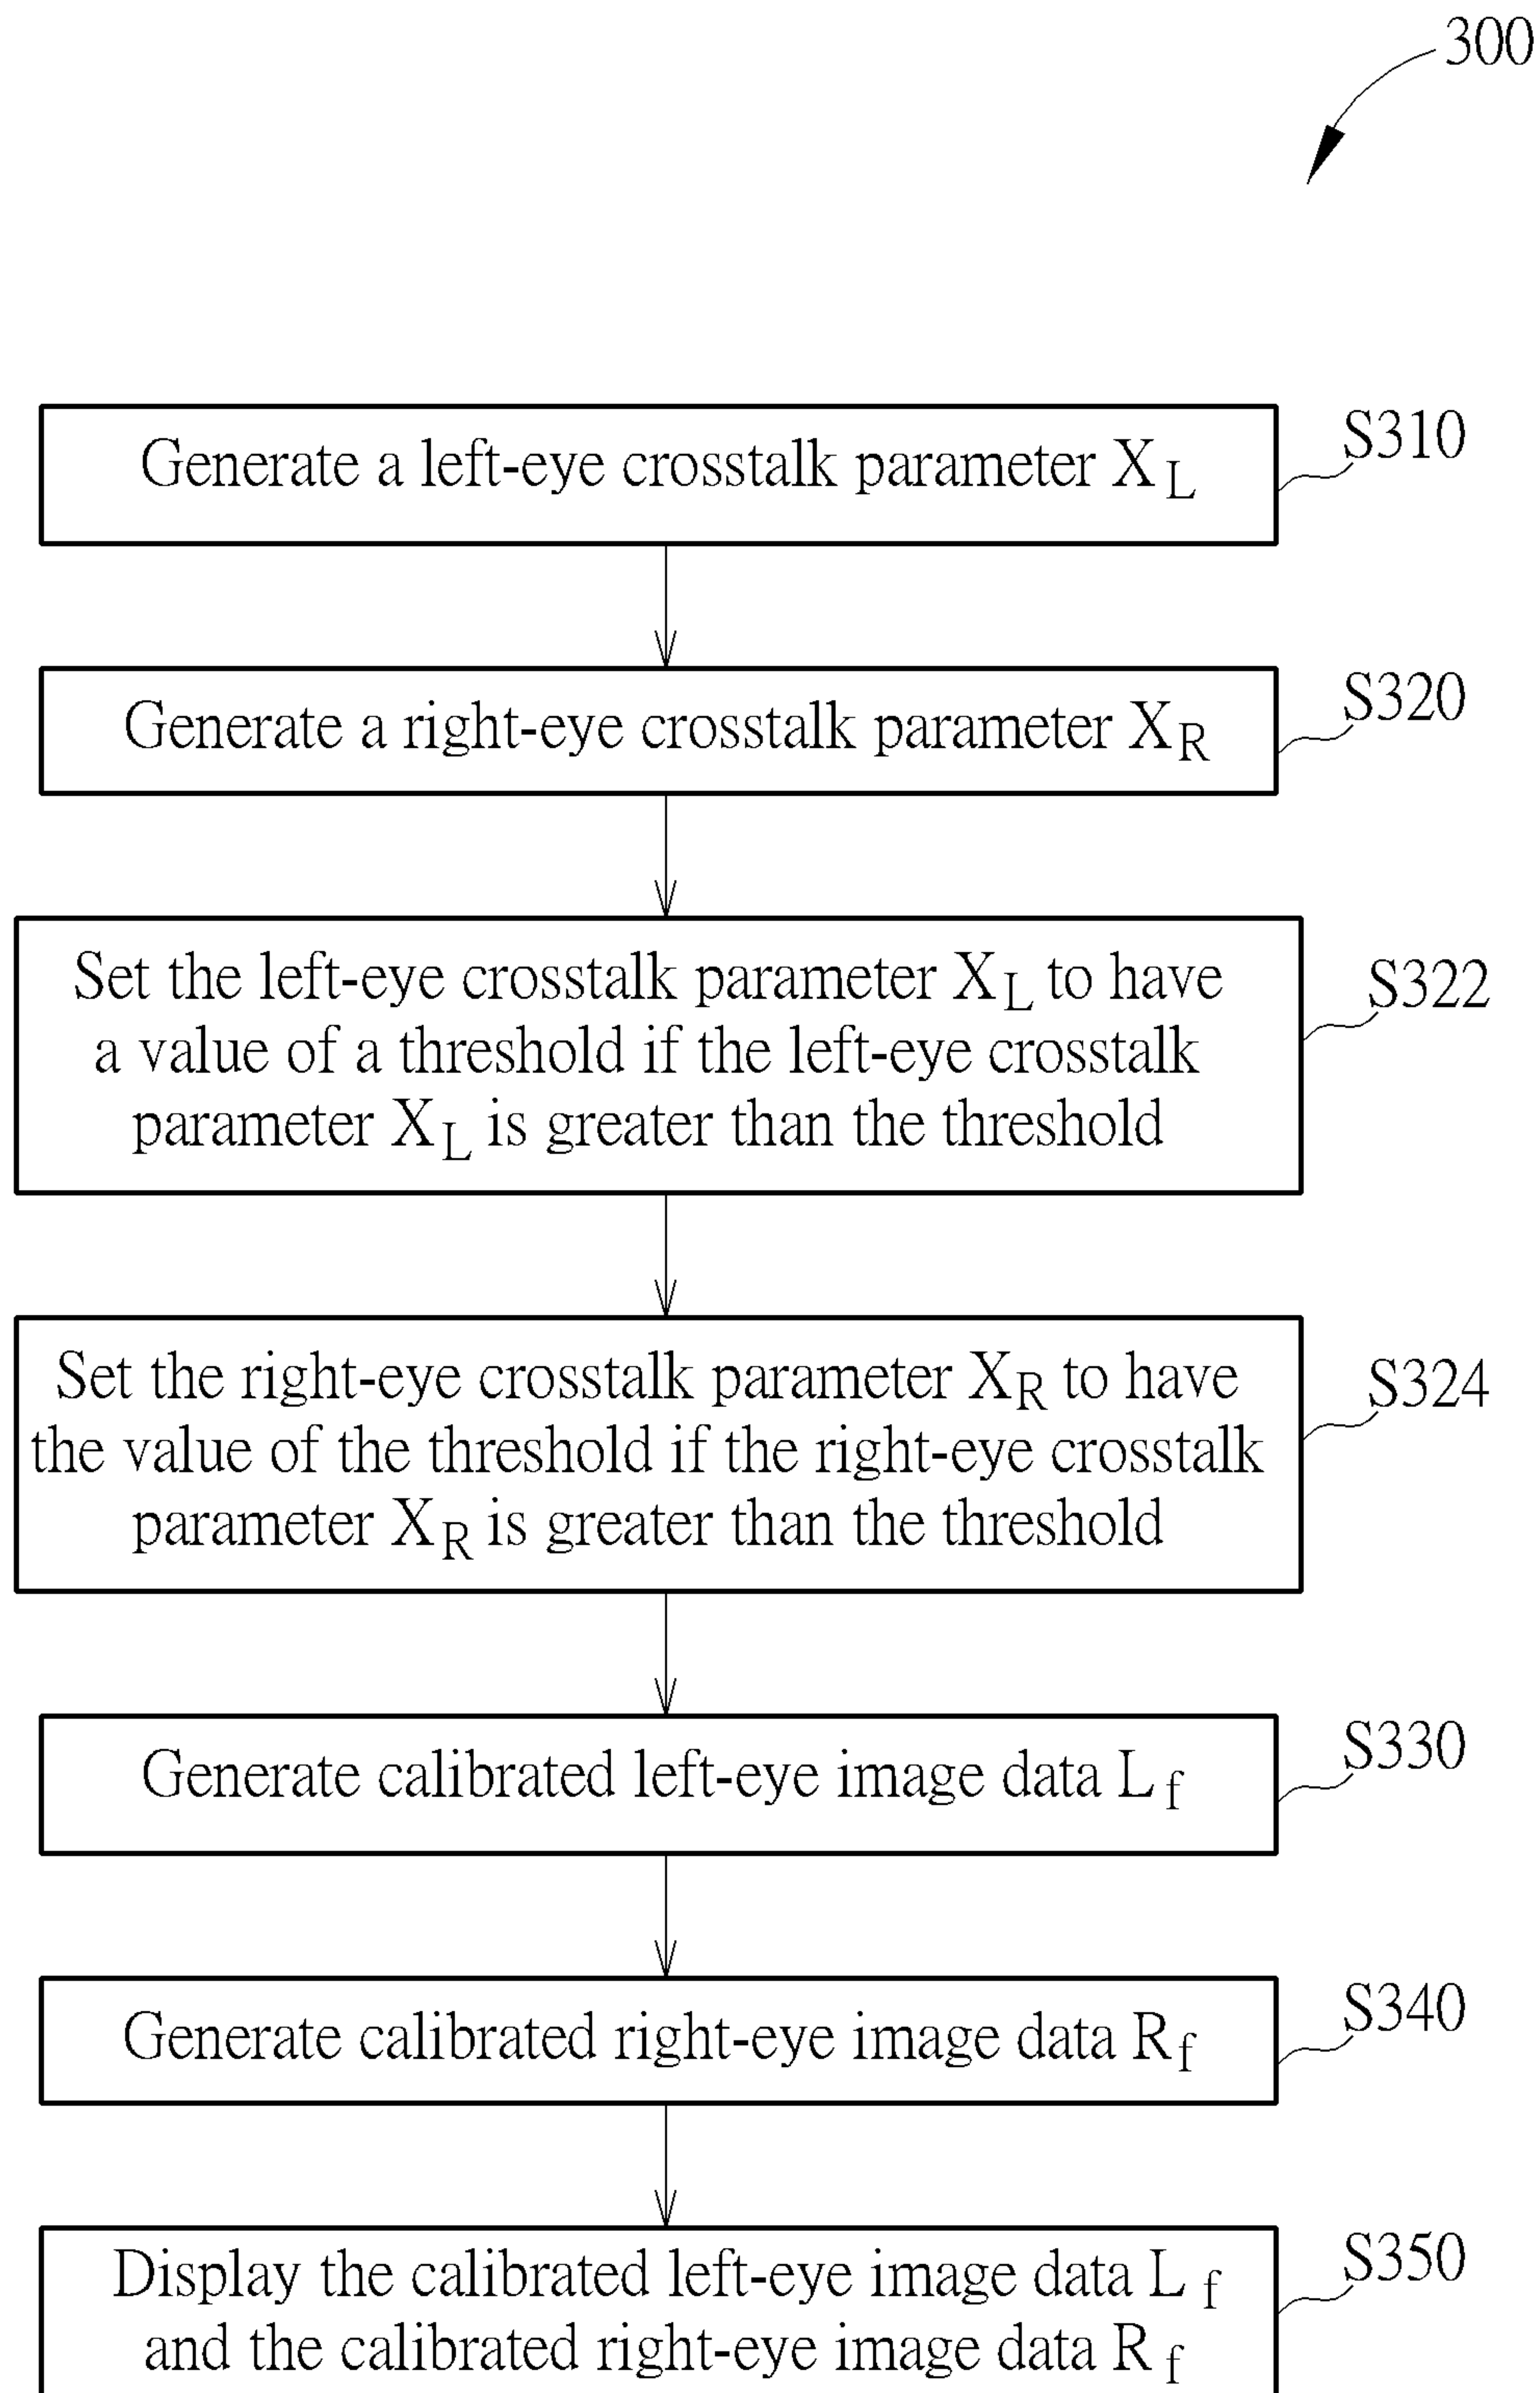 300
Generate a left-eye crosstalk parameter XL
S310
Generate a right-eye crosstalk parameter XR
S320
Set the left-eye crosstalk parameter XL to have
a value of a threshold if the left-eye crosstalk
parameter XL is greater than the threshold
S322
Set the right-eye crosstalk parameter XR to have
the value of the threshold if the right-eye crosstalk
parameter XR is greater than the threshold
S324
Generate calibrated left-eye image data Lf
S330
Generate calibrated right-eye image data Rf
S340
Display the calibrated left-eye image data Lf
and the calibrated right-eye image data Rf
S350